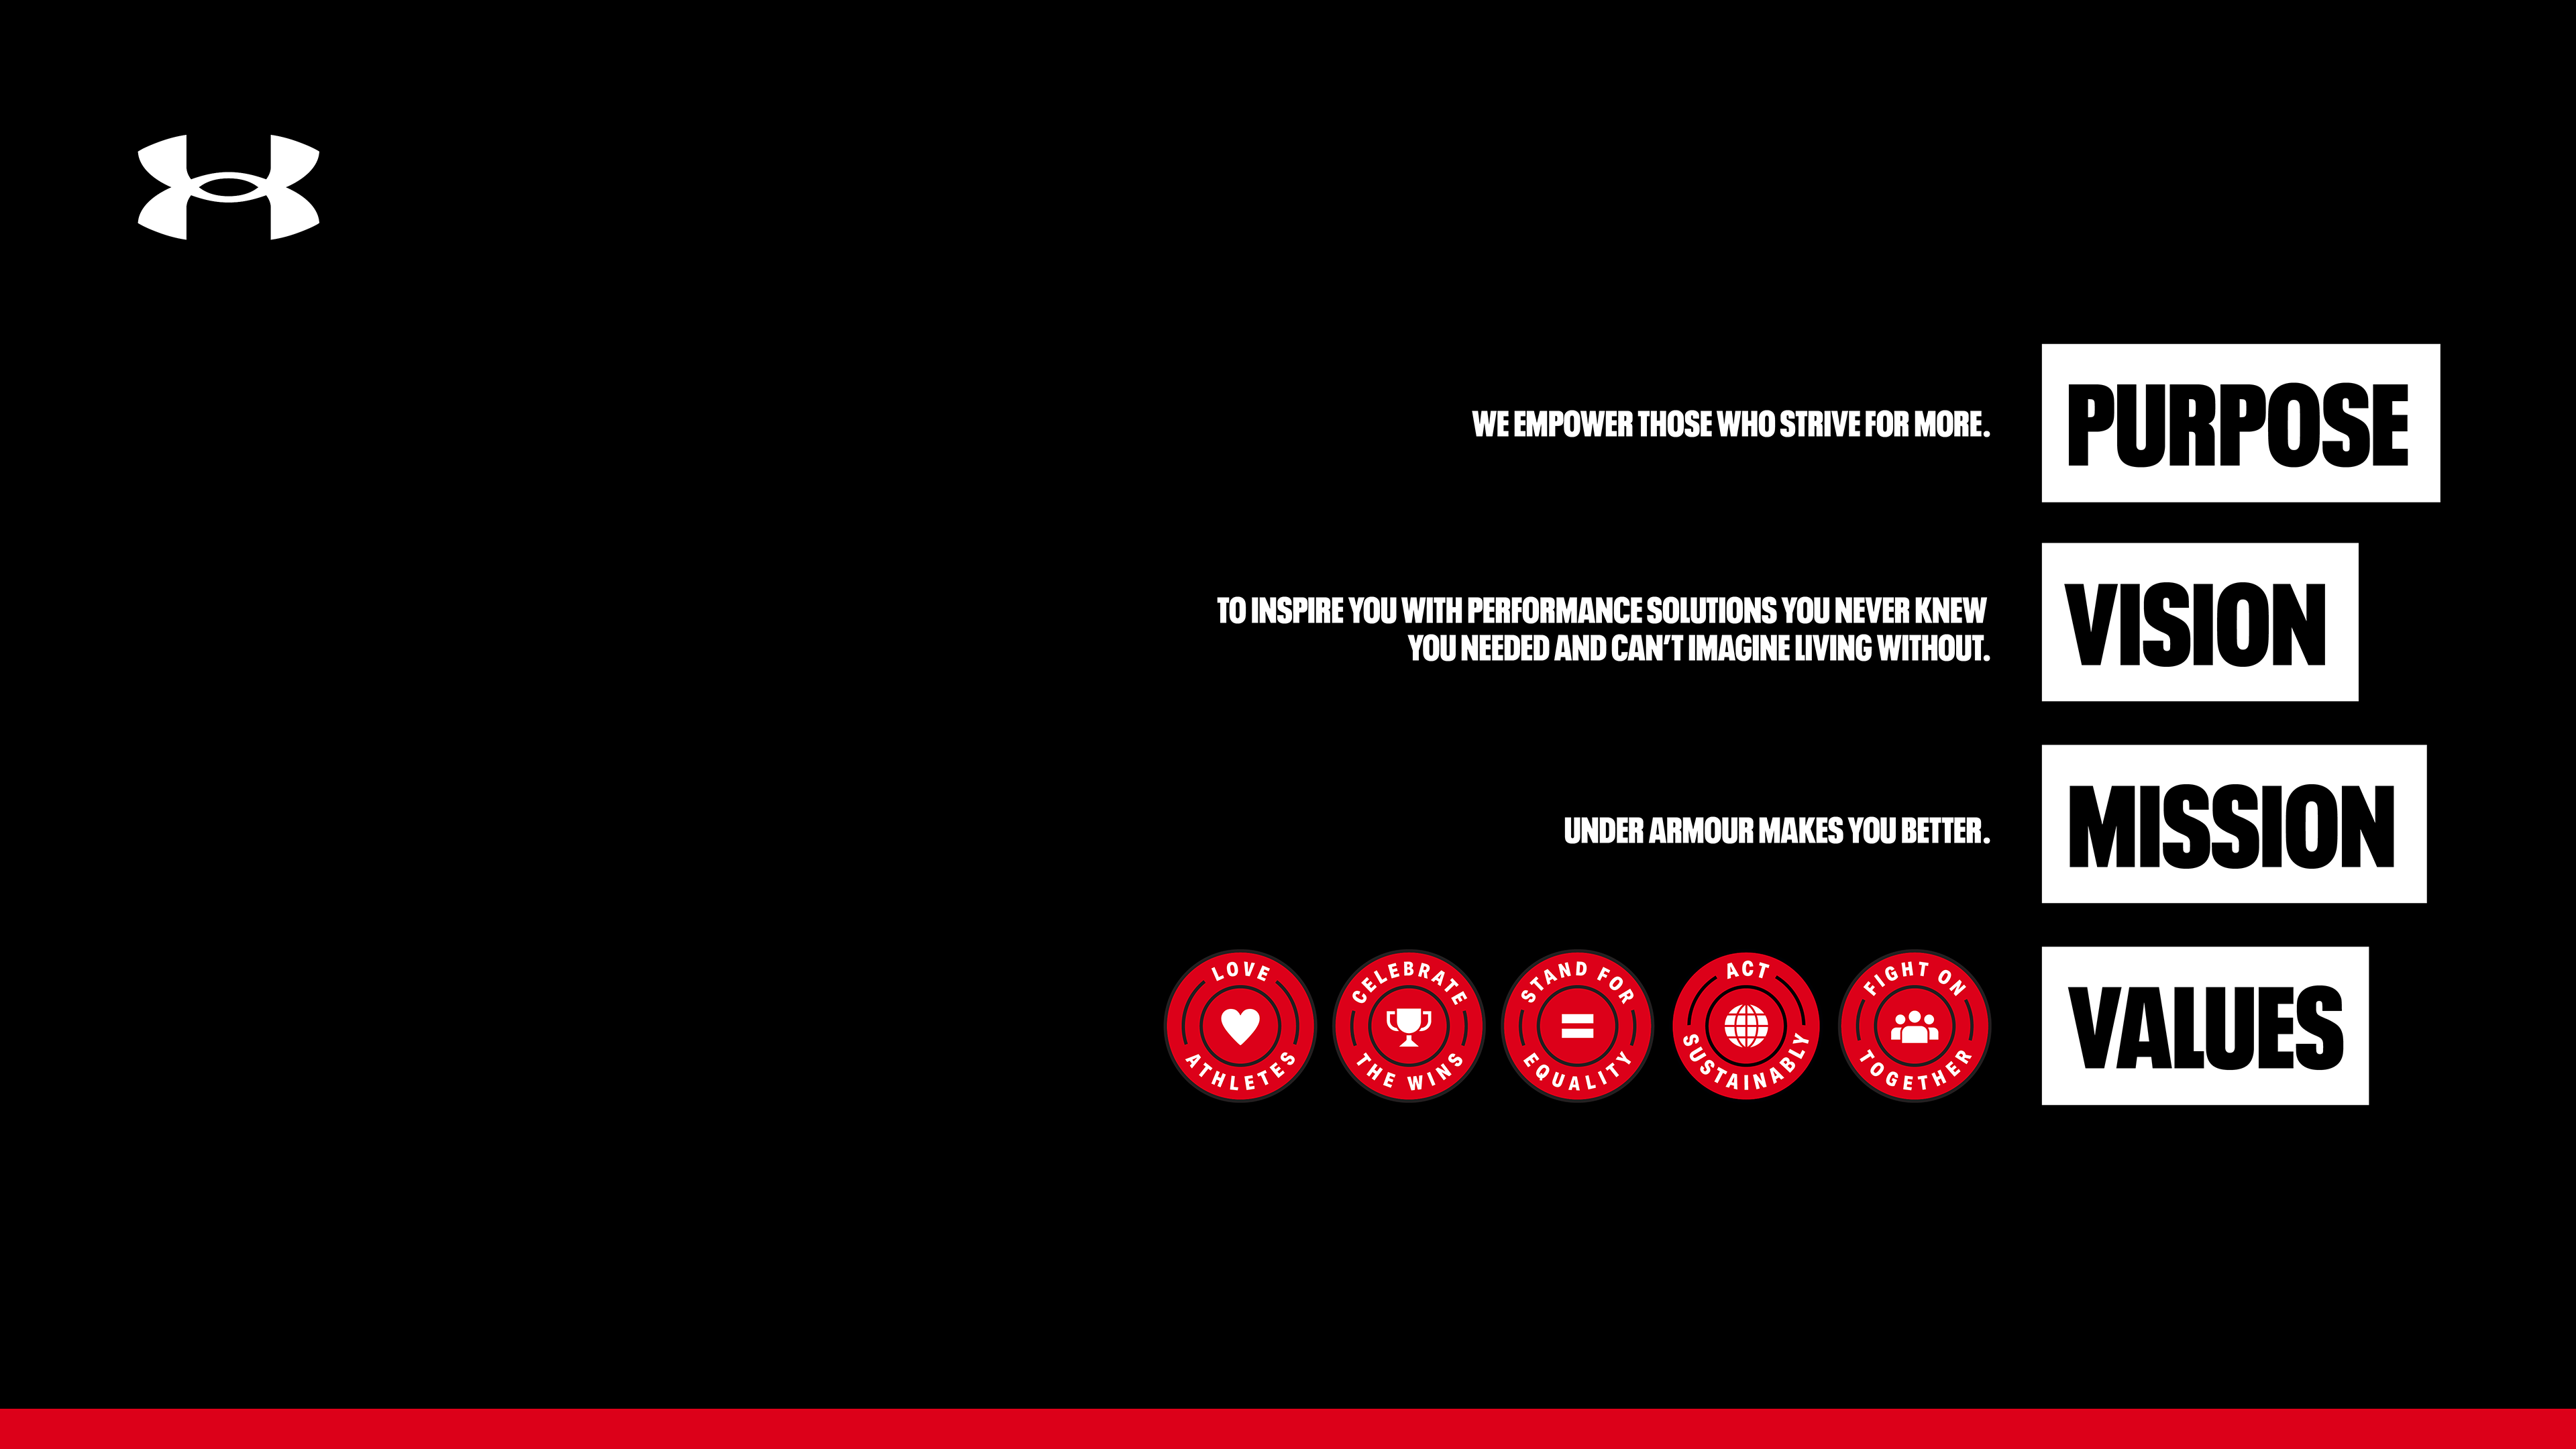 WE EMPOWER THOSE WHO STRIVE FOR MORE.
PURPOSE
TO INSPIRE YOU WITH PERFORMANCE SOLUTIONS YOU NEVER KNEW
YOU NEEDED AND CAN'T IMAGINE LIVING WITHOUT.
VISION
UNDER ARMOUR MAKES YOU BETTER.
MISSION
LOVE
ATHLETES
CELEBRATE
THE WINS
STAND FOR
EQUALITY
ACT
SUSTAINABLY
FIGHT ON
TOGETHER
VALUES